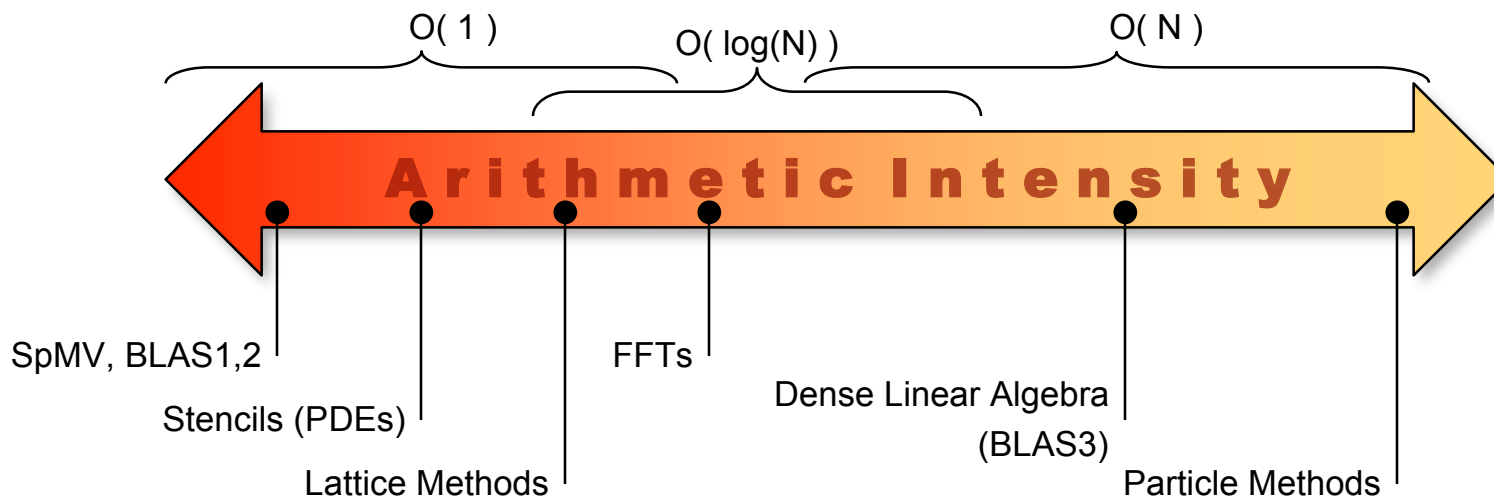 O( 1 )
O( log(N) )
O( N )
Arithmetic Intensity
SpMV, BLAS1,2
FFTs
Stencils (PDEs)
Dense Linear Algebra
(BLAS3)
Lattice Methods
Particle Methods